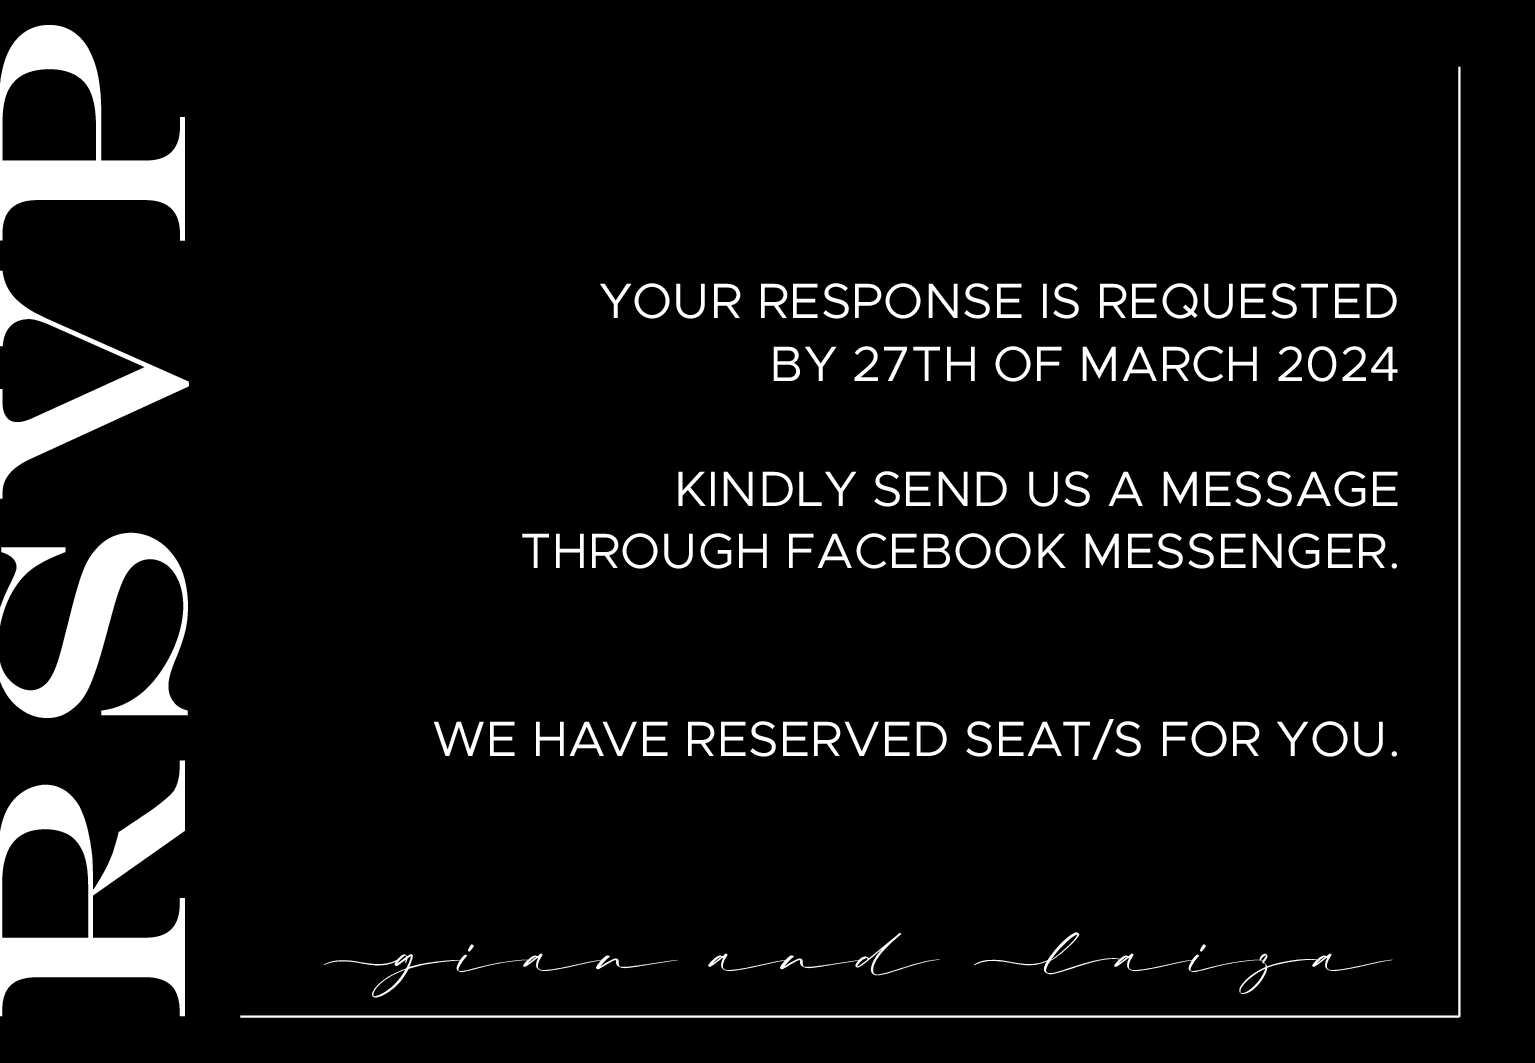 RSVP
YOUR RESPONSE IS REQUESTED
BY 27TH OF MARCH 2024
KINDLY SEND US A MESSAGE
THROUGH FACEBOOK MESSENGER.
WE HAVE RESERVED SEAT/S FOR YOU.
gian and laiza